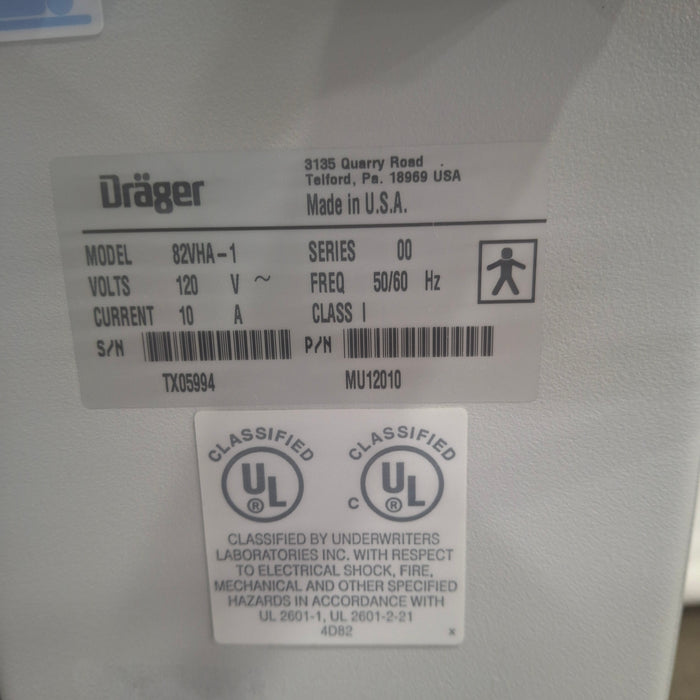 Dräger
3135 Quarry Road
Telford, Pa. 18969 USA
Made in U.S.A.
MODEL 82VHA-1 SERIES 00
VOLTS 120 V ~ FREQ 50/60 Hz
CURRENT 10 A CLASS I
S/N P/N
TX05994 MU12010
CLASSIFIED CLASSIFIED
UL ® C UL ®
CLASSIFIED BY UNDERWRITERS
LABORATORIES INC. WITH RESPECT
TO ELECTRICAL SHOCK, FIRE,
MECHANICAL AND OTHER SPECIFIED
HAZARDS IN ACCORDANCE WITH
UL 2601-1, UL 2601-2-21
4D82 x